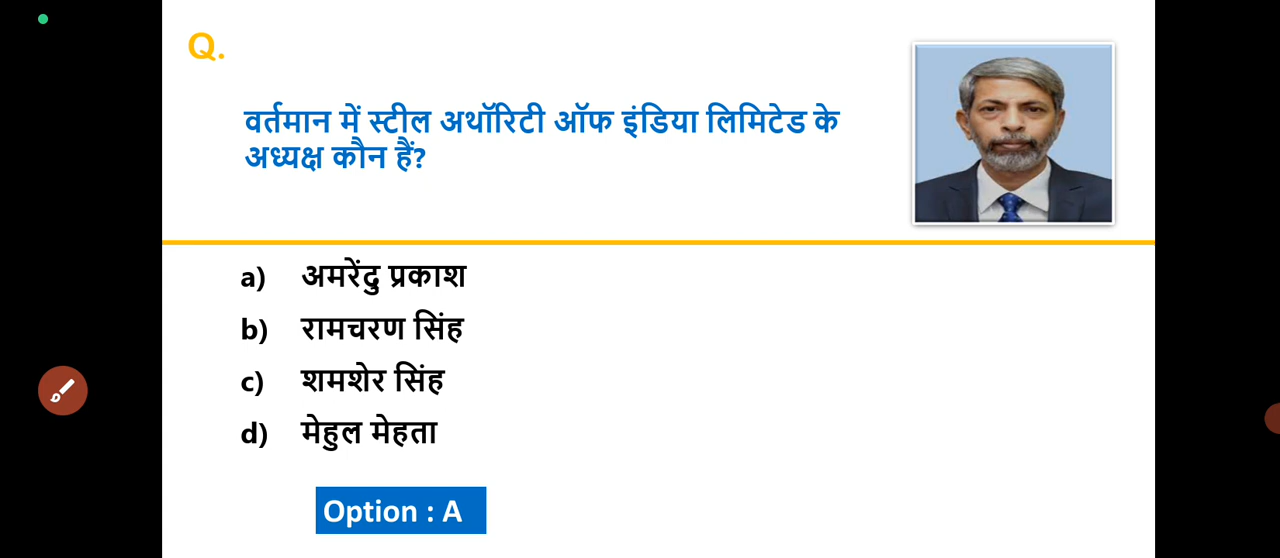 Q.
वर्तमान में स्टील अथॉरिटी ऑफ इंडिया लिमिटेड के
अध्यक्ष कौन हैं?
a) अमरेंदु प्रकाश
b) रामचरण सिंह
c) शमशेर सिंह
d) मेहुल मेहता
Option : A